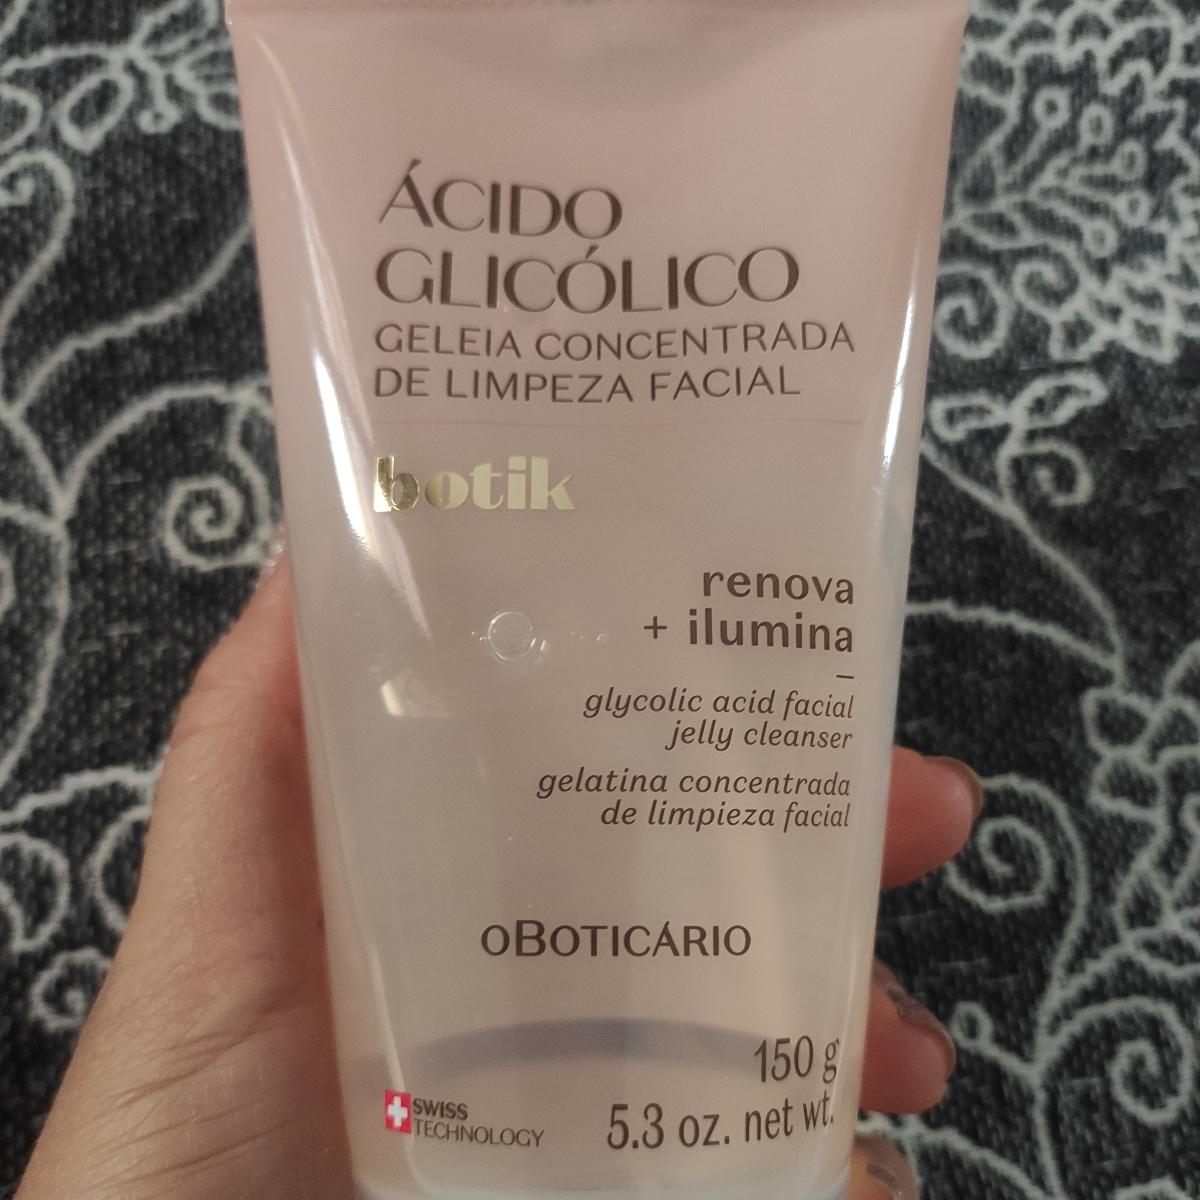 ÁCIDO
GLICÓLICO
GELEIA CONCENTRADA
DE LIMPEZA FACIAL
botik
renova
+ ilumina
–
glycolic acid facial
jelly cleanser
gelatina concentrada
de limpieza facial
oBOTICÁRIO
150 g
5.3 oz. net wt.
SWISS
TECHNOLOGY